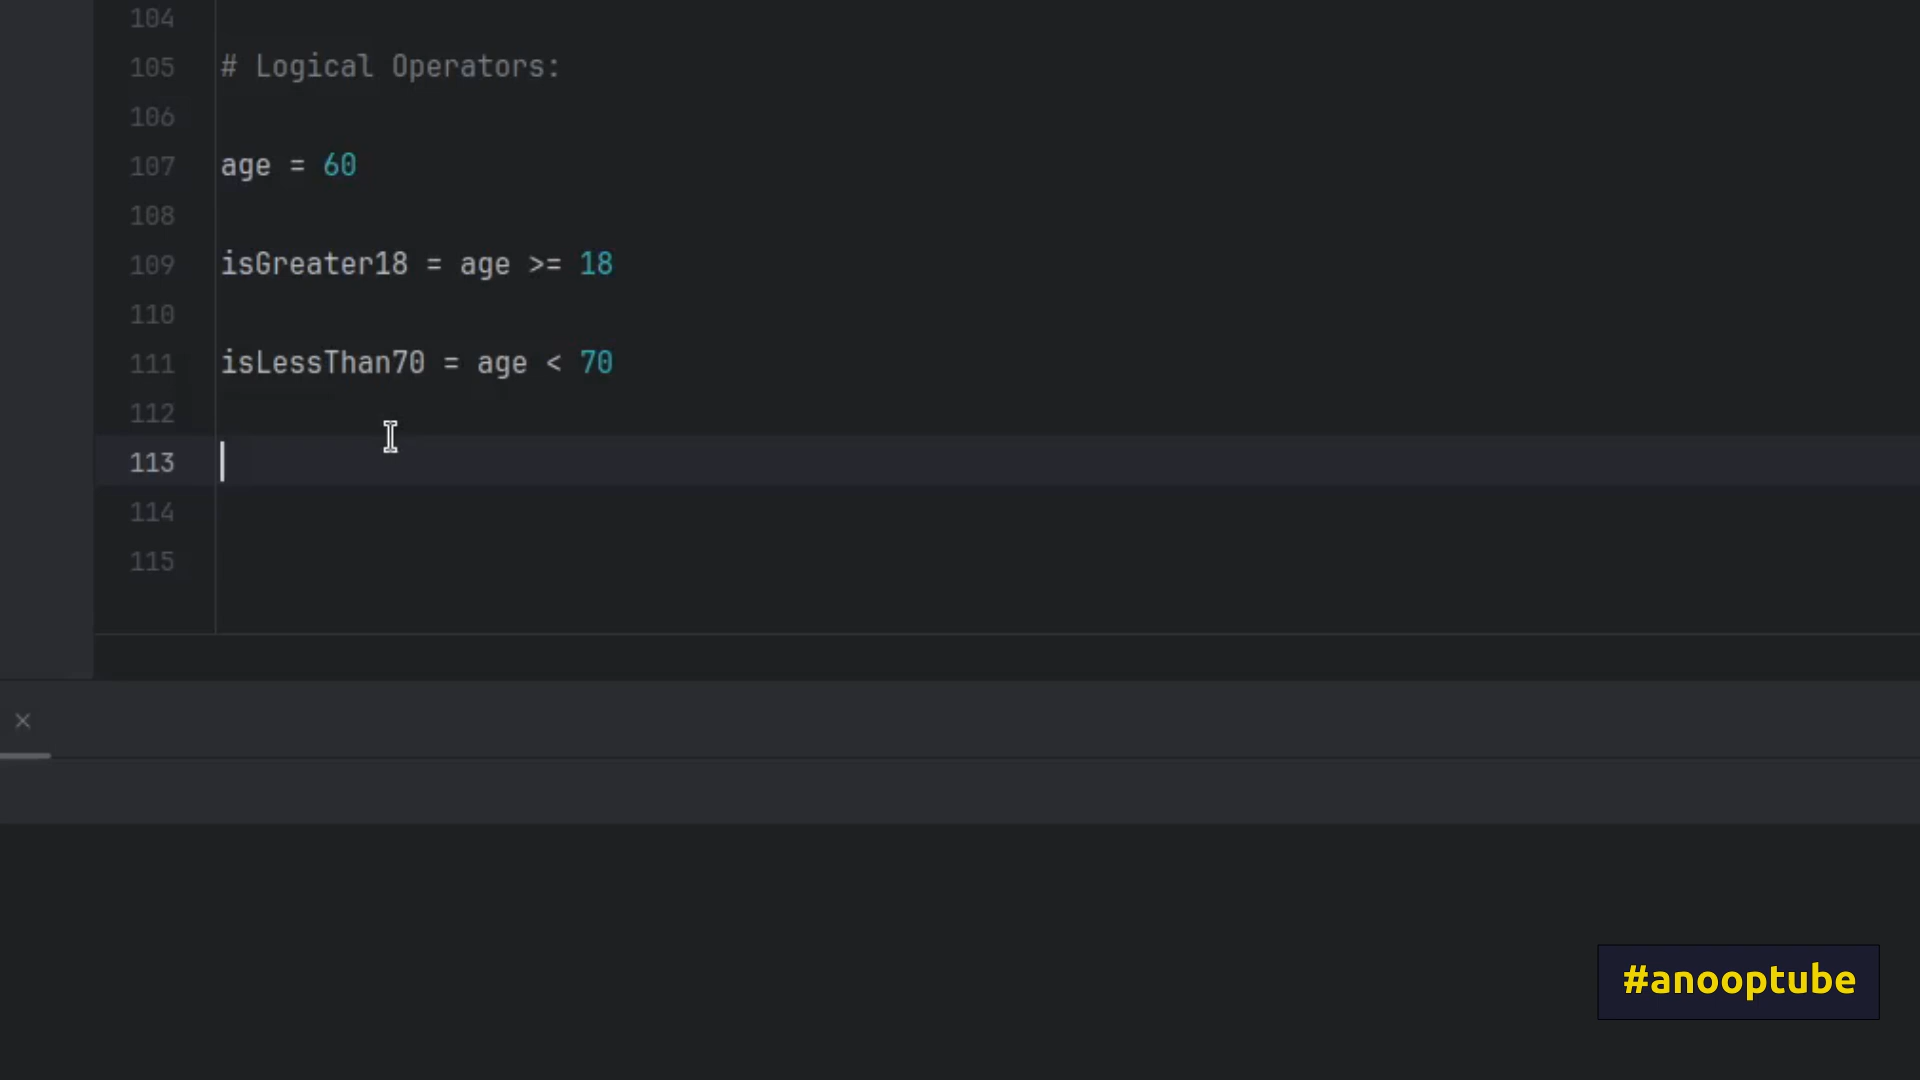 104
105 # Logical Operators:
106
107 age = 60
108
109 isGreater18 = age >= 18
110
111 isLessThan70 = age < 70
112
113
114
115
#anooptube